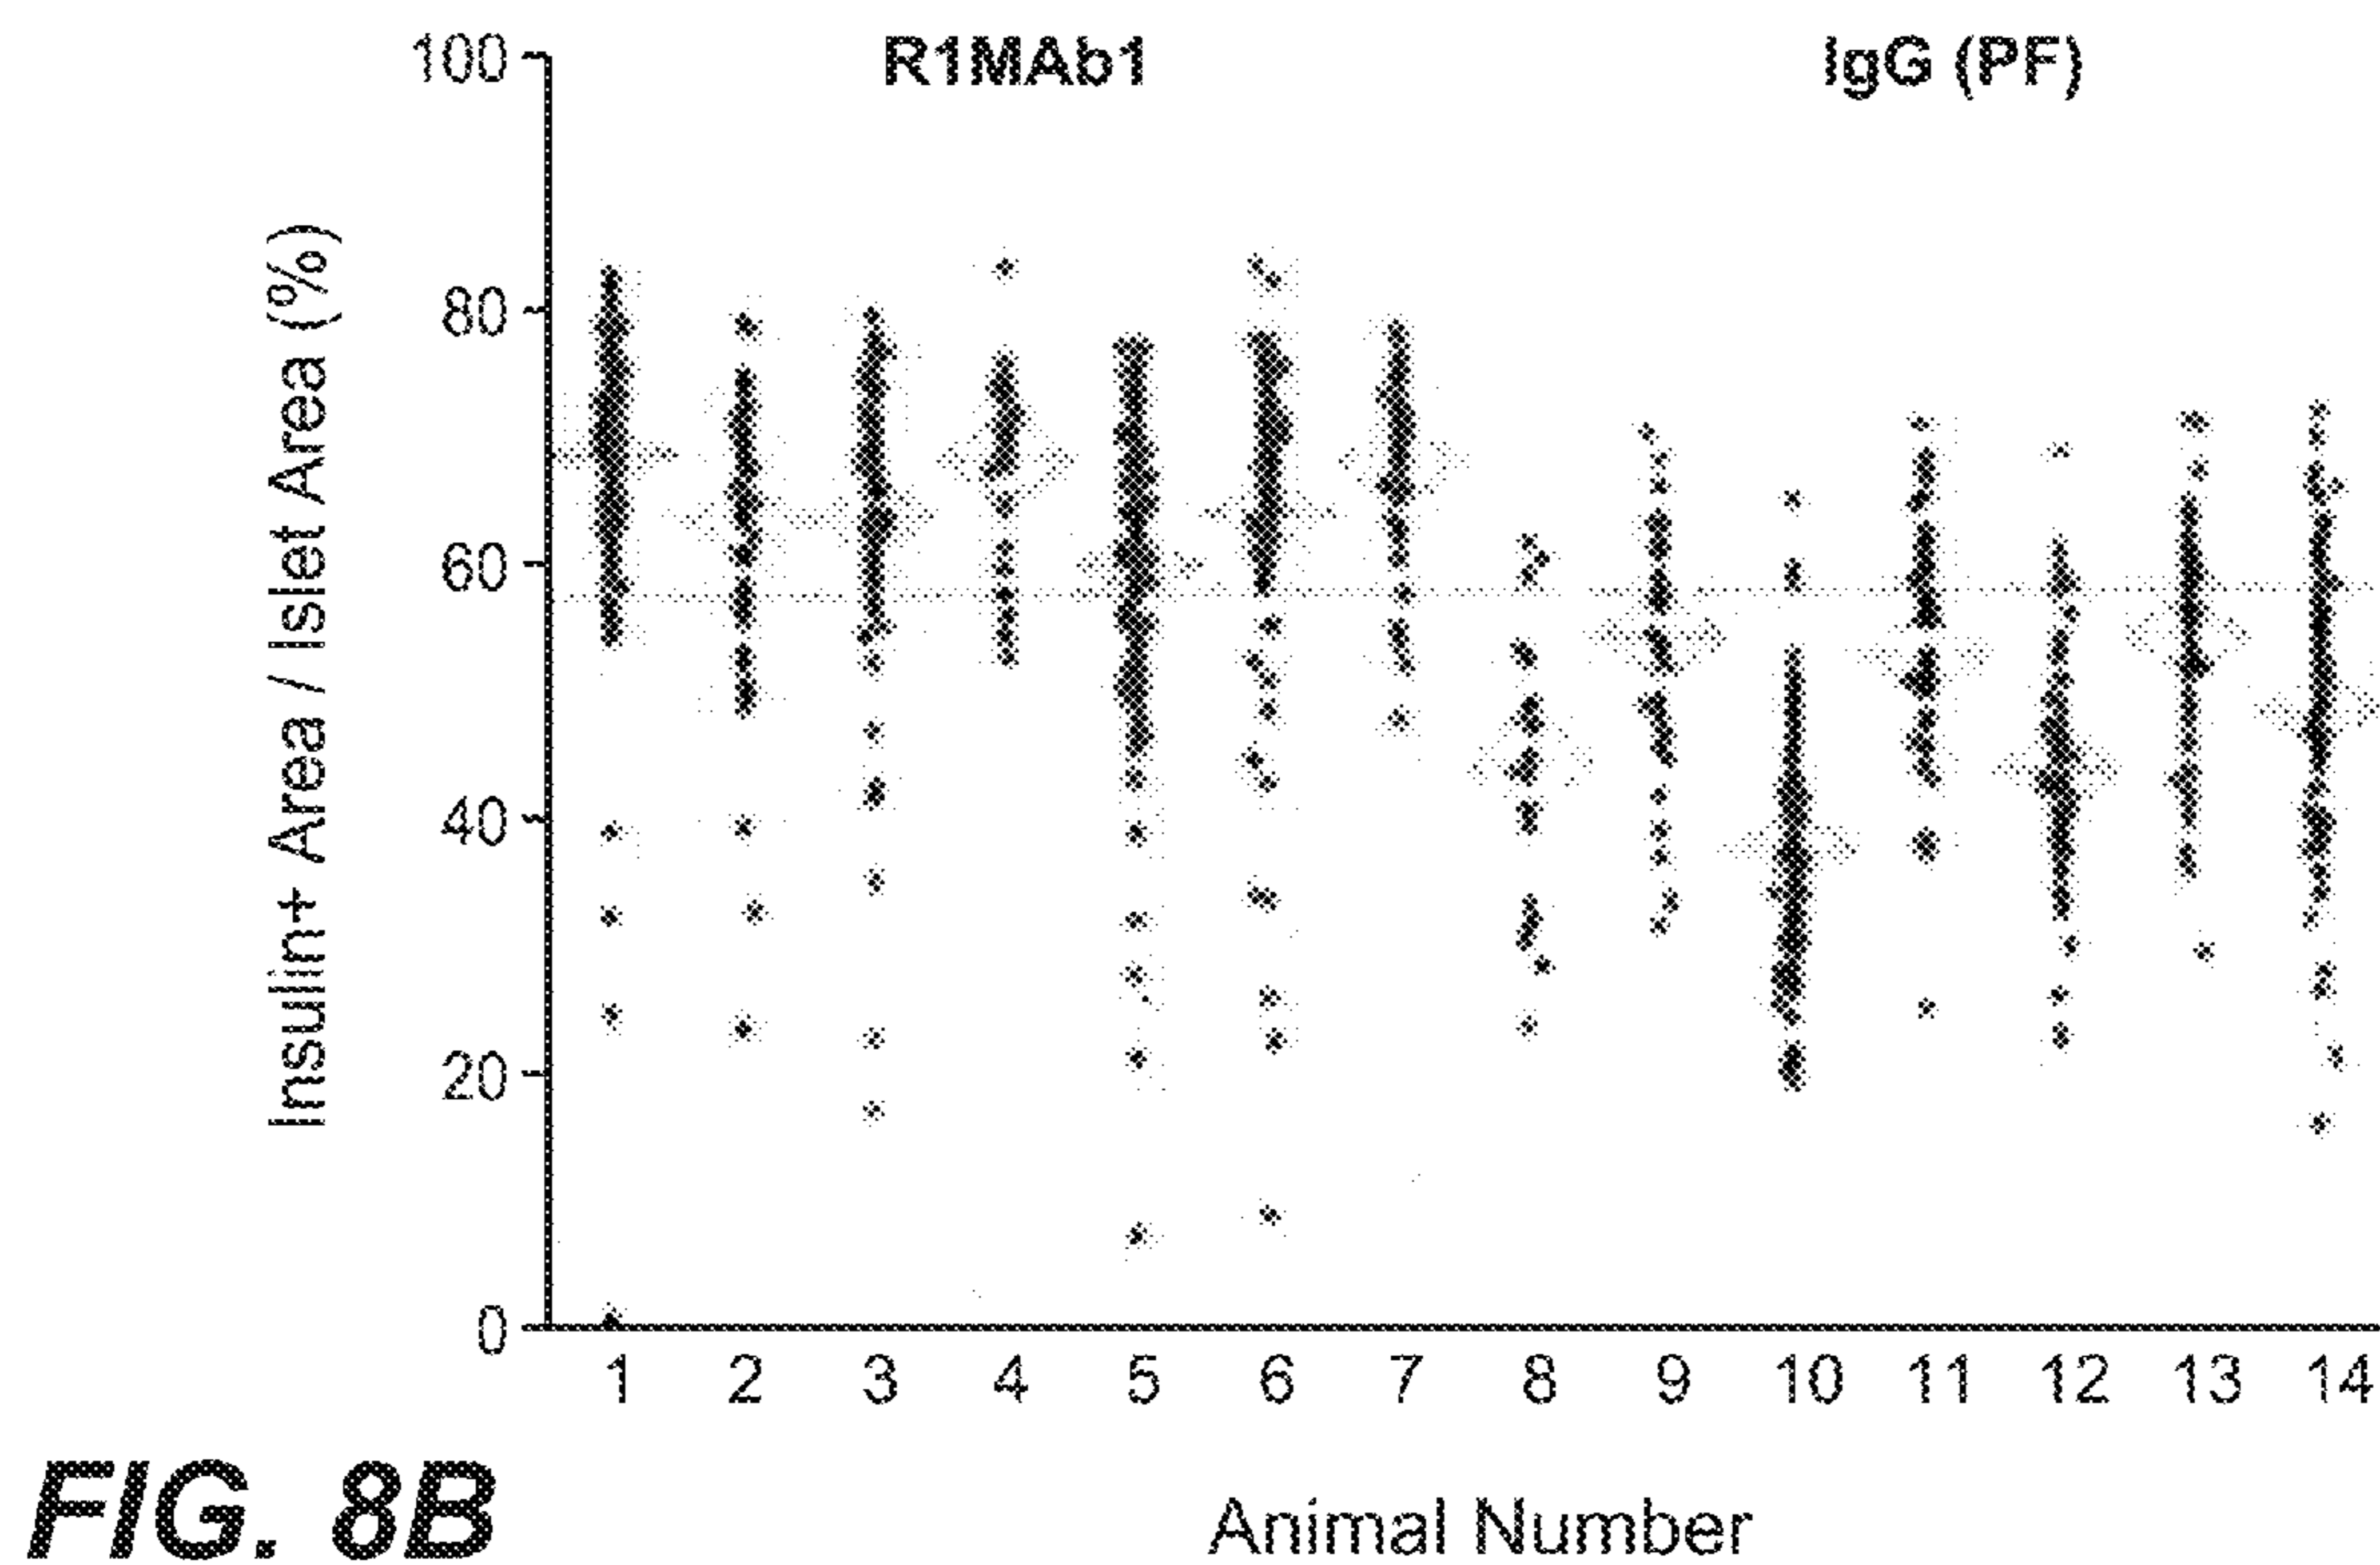 R1MAb1 IgG (PF)
Insulin+ Area / Islet Area (%)
100
80
60
40
20
0
1 2 3 4 5 6 7 8 9 10 11 12 13 14
Animal Number
FIG. 8B